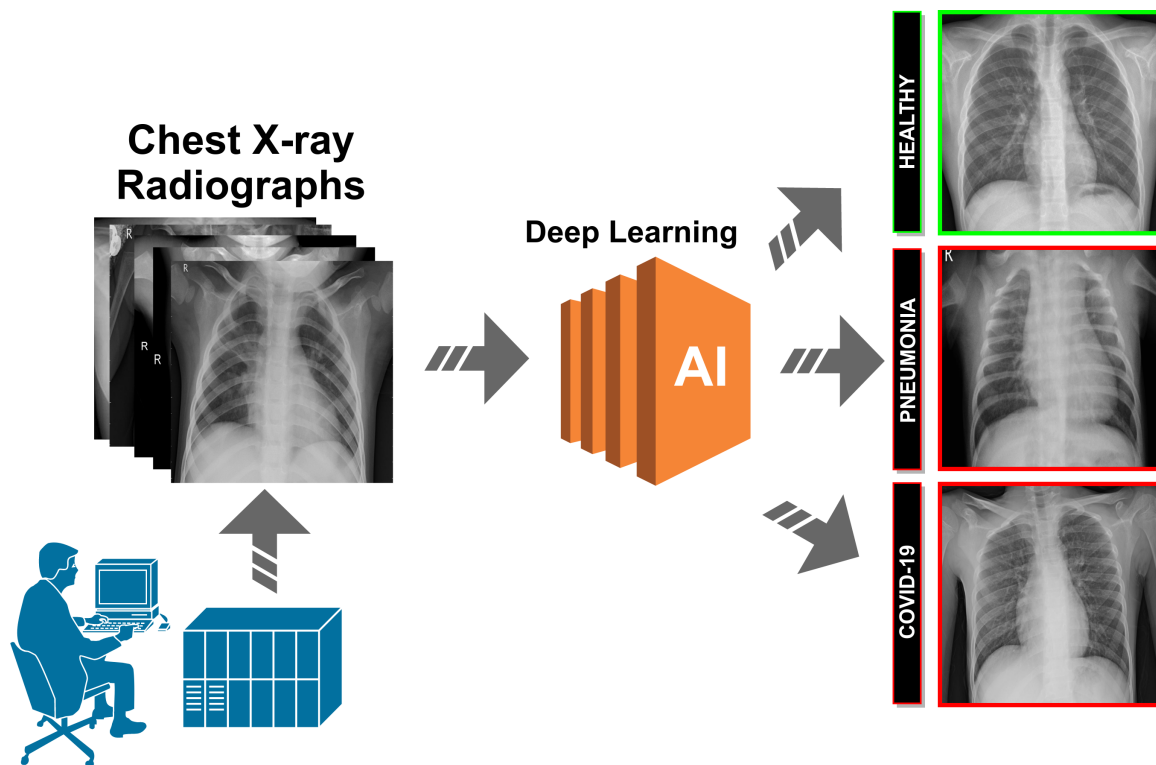 Chest X-ray
Radiographs
R
R
R
R
Deep Learning
AI
HEALTHY
PNEUMONIA
R
COVID-19